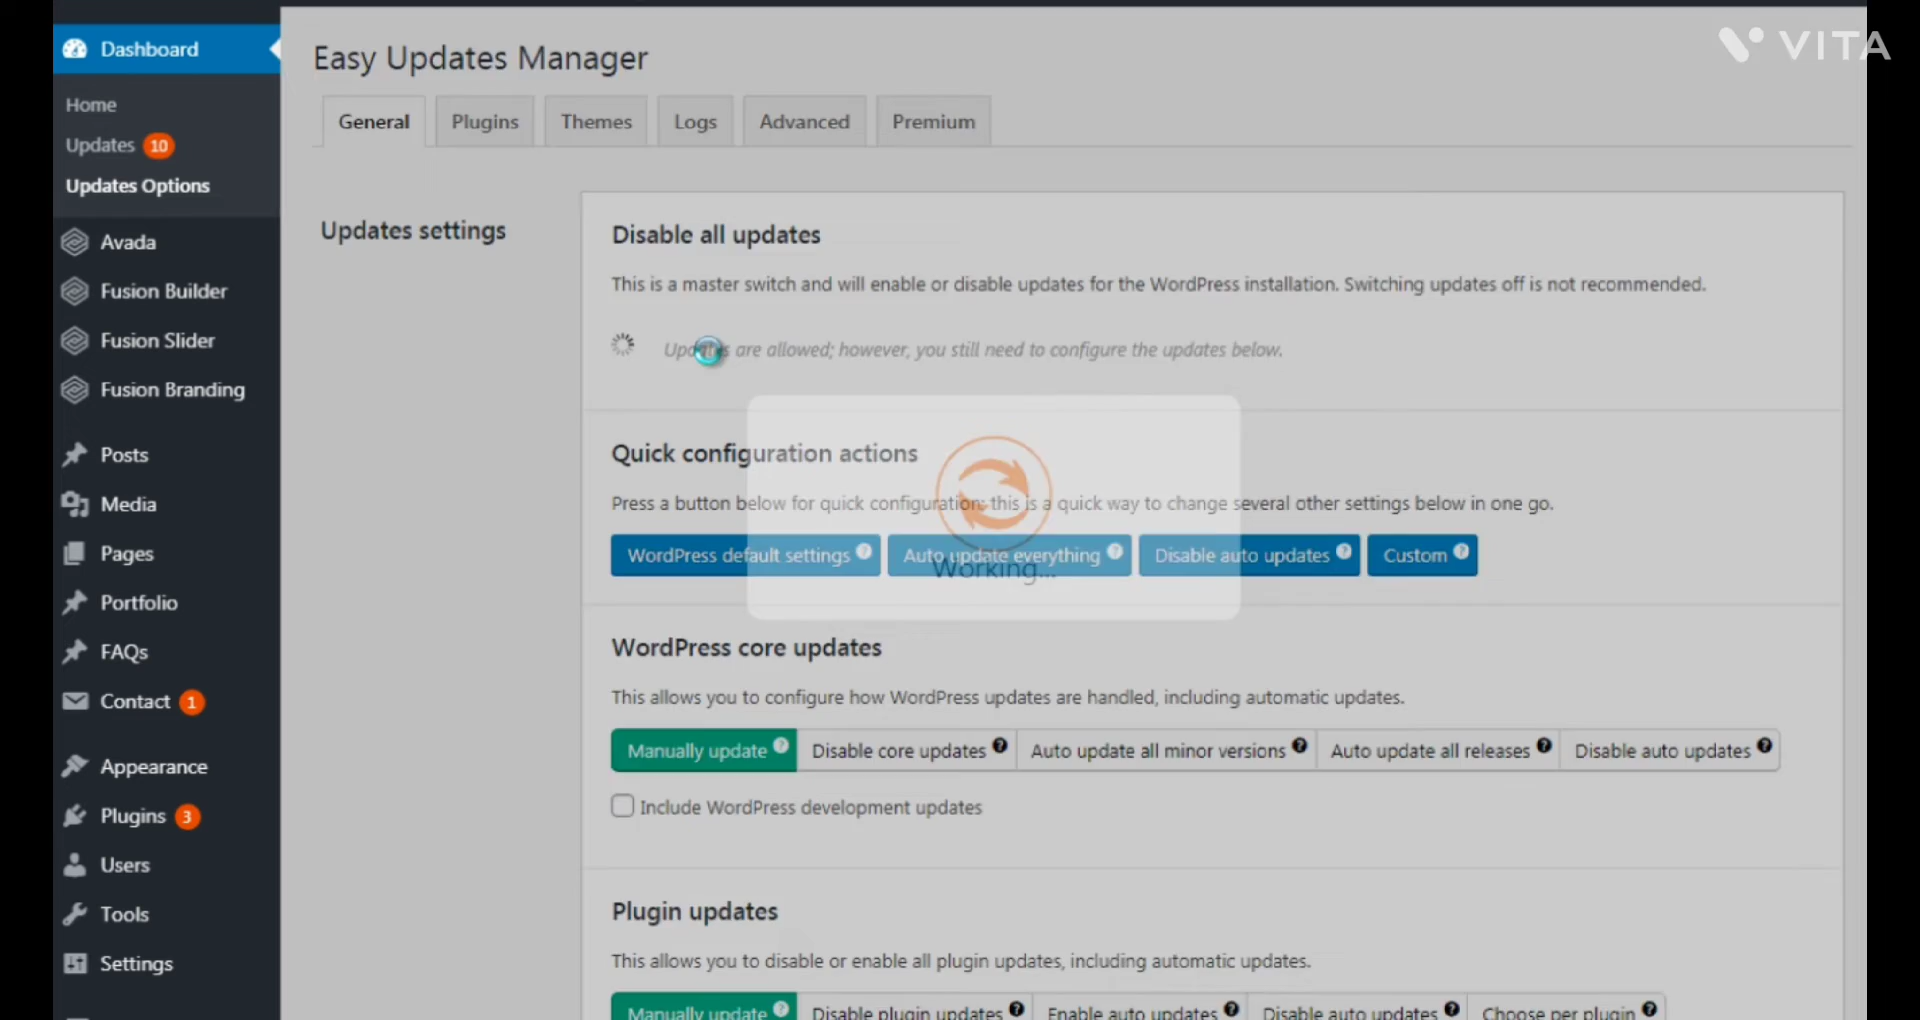 VITA
Dashboard
Home
Updates 10
Updates Options
Avada
Fusion Builder
Fusion Slider
Fusion Branding
Posts
Media
Pages
Portfolio
FAQs
Contact 1
Appearance
Plugins 3
Users
Tools
Settings
Easy Updates Manager
General
Plugins
Themes
Logs
Advanced
Premium
Updates settings
Disable all updates
This is a master switch and will enable or disable updates for the WordPress installation. Switching updates off is not recommended.
Updates are allowed; however, you still need to configure the updates below.
Quick configuration actions
Press a button below for quick configuration; this is a quick way to change several other settings below in one go.
WordPress default settings ?
Auto update everything ?
Disable auto updates ?
Custom ?
Working...
WordPress core updates
This allows you to configure how WordPress updates are handled, including automatic updates.
Manually update ?
Disable core updates ?
Auto update all minor versions ?
Auto update all releases ?
Disable auto updates ?
Include WordPress development updates
Plugin updates
This allows you to disable or enable all plugin updates, including automatic updates.
Manually update ?
Disable plugin updates ?
Enable auto updates ?
Disable auto updates ?
Choose per plugin ?